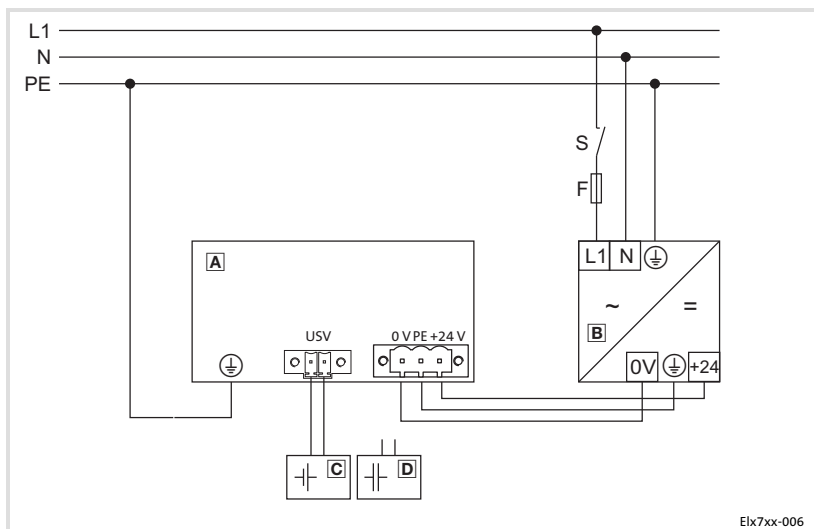 L1
N
PE
S
F
A
L1 N
~ =
B
USV
0 V PE +24 V
0V +24
C
D
Elx7xx-006